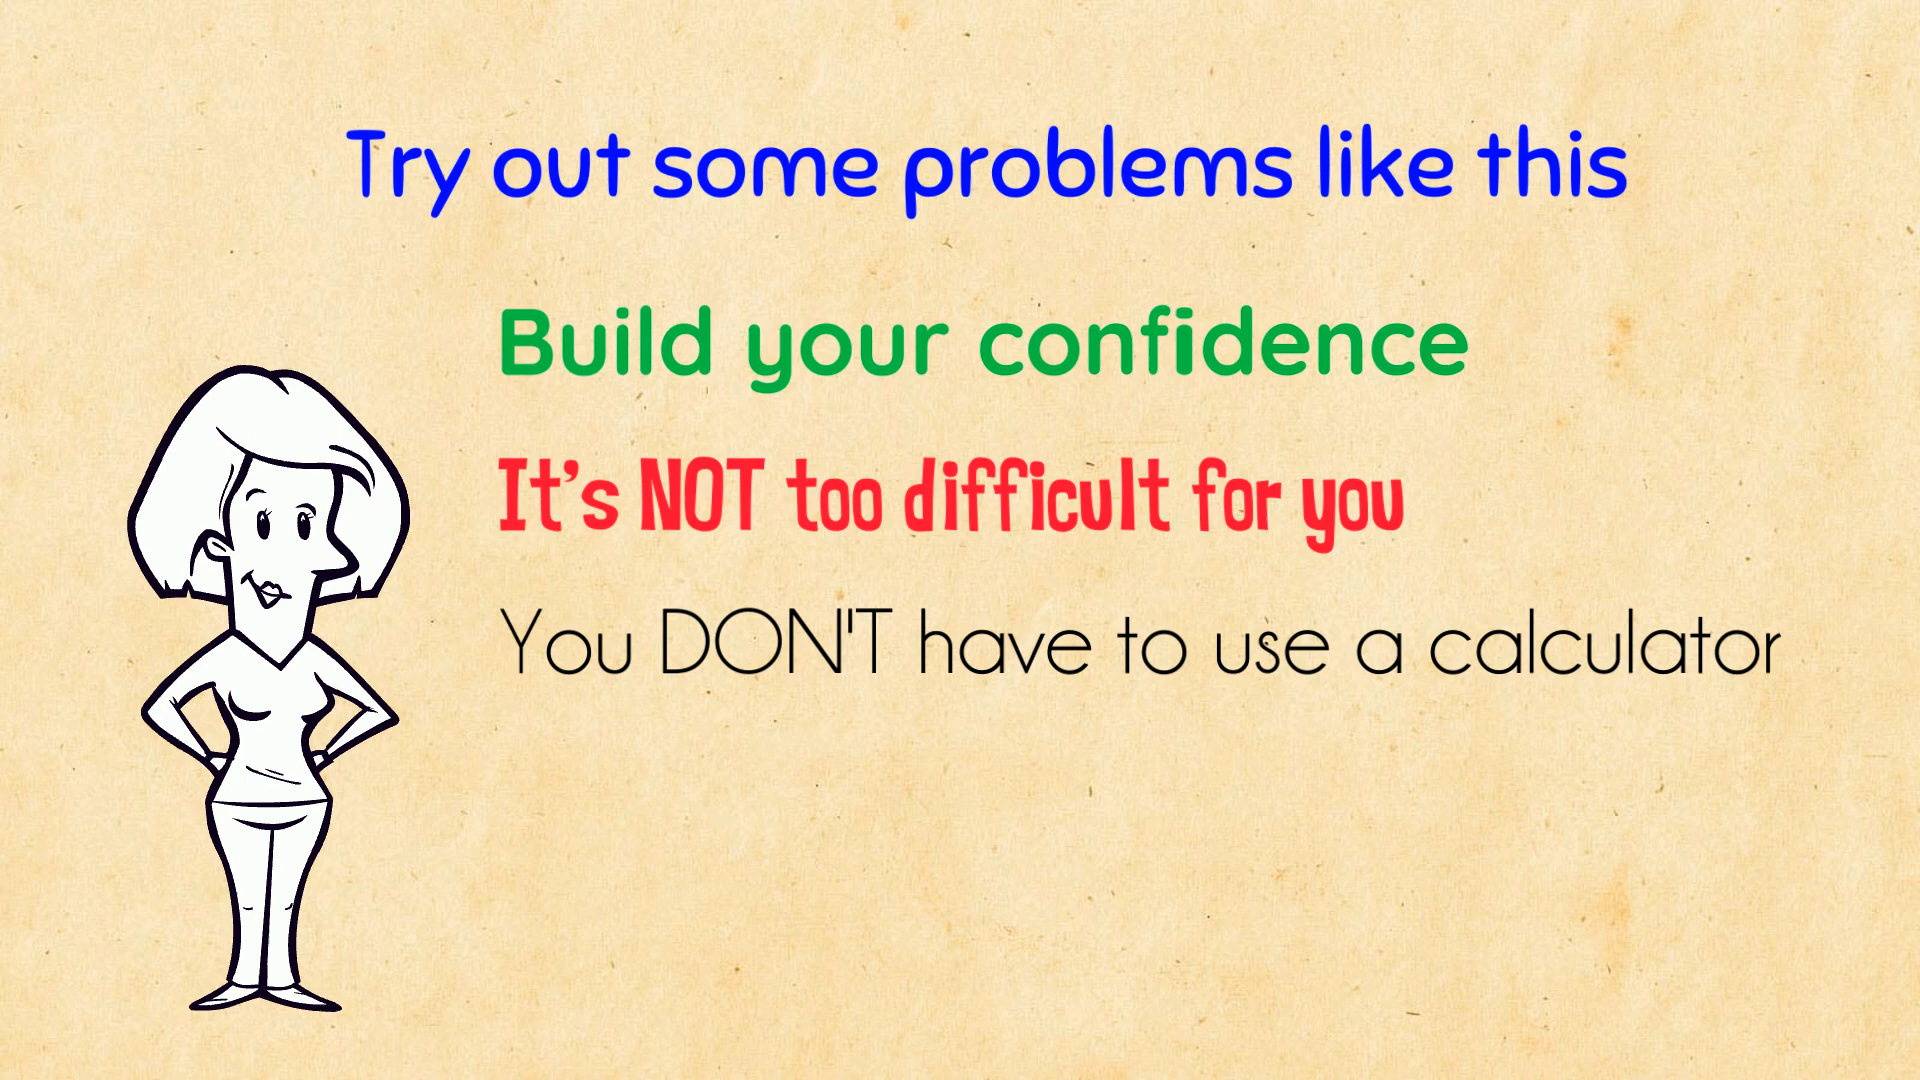 Try out some problems like this
Build your confidence
It's NOT too difficult for you
You DON'T have to use a calculator